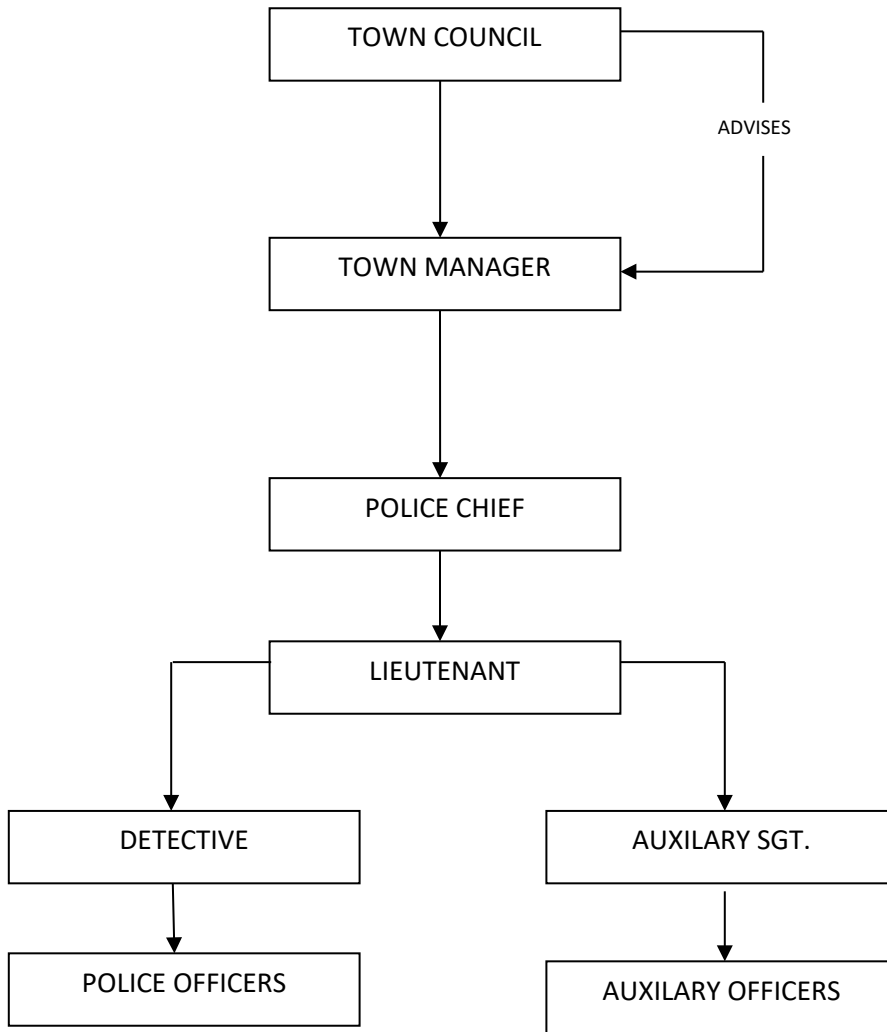 TOWN COUNCIL
ADVISES
TOWN MANAGER
POLICE CHIEF
LIEUTENANT
DETECTIVE
AUXILARY SGT.
POLICE OFFICERS
AUXILARY OFFICERS